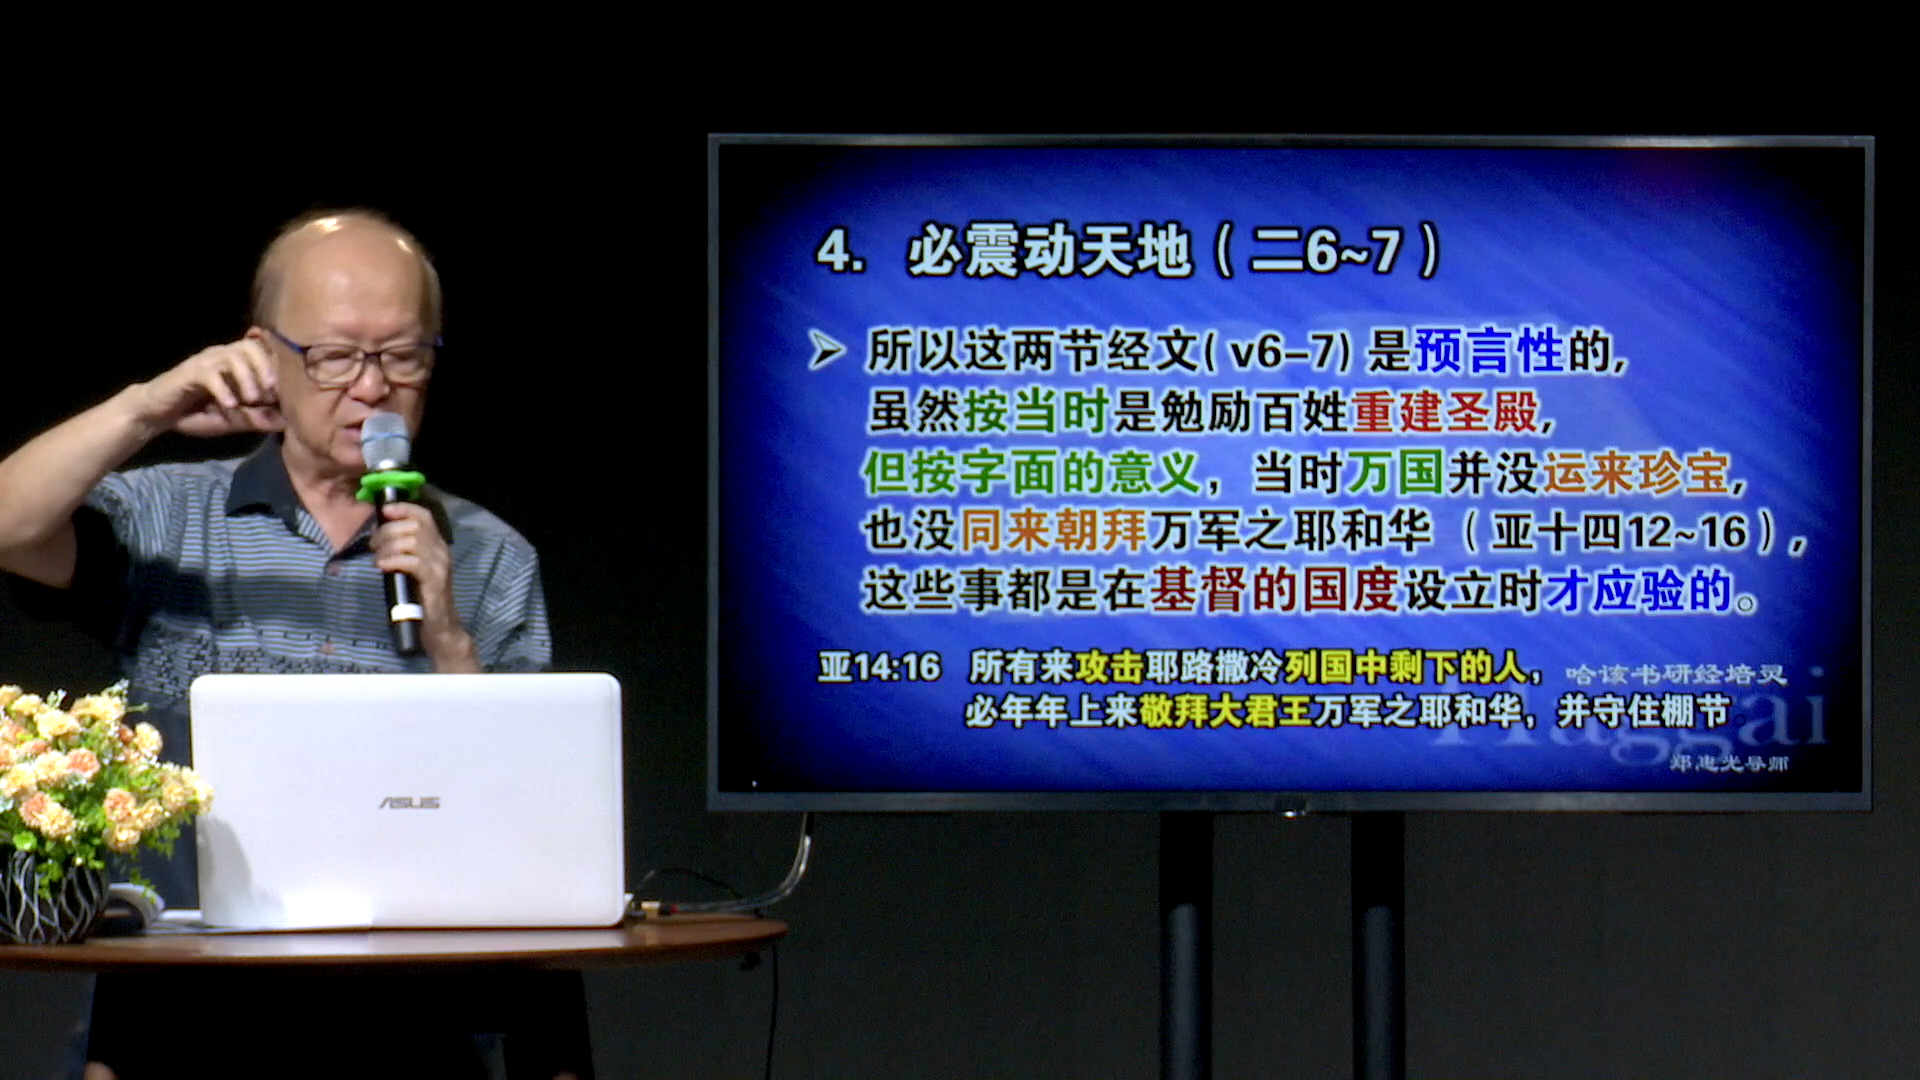 4. 必震动天地（二6~7）
所以这两节经文( v6-7) 是预言性的,
虽然按当时是勉励百姓重建圣殿,
但按字面的意义，当时万国并没运来珍宝,
也没同来朝拜万军之耶和华（亚十四12~16）,
这些事都是在基督的国度设立时才应验的。
亚14:16 所有来攻击耶路撒冷列国中剩下的人，
必年年上来敬拜大君王万军之耶和华，并守住棚节
哈该书研经培灵
Haggai
郑惠光导师
ASUS